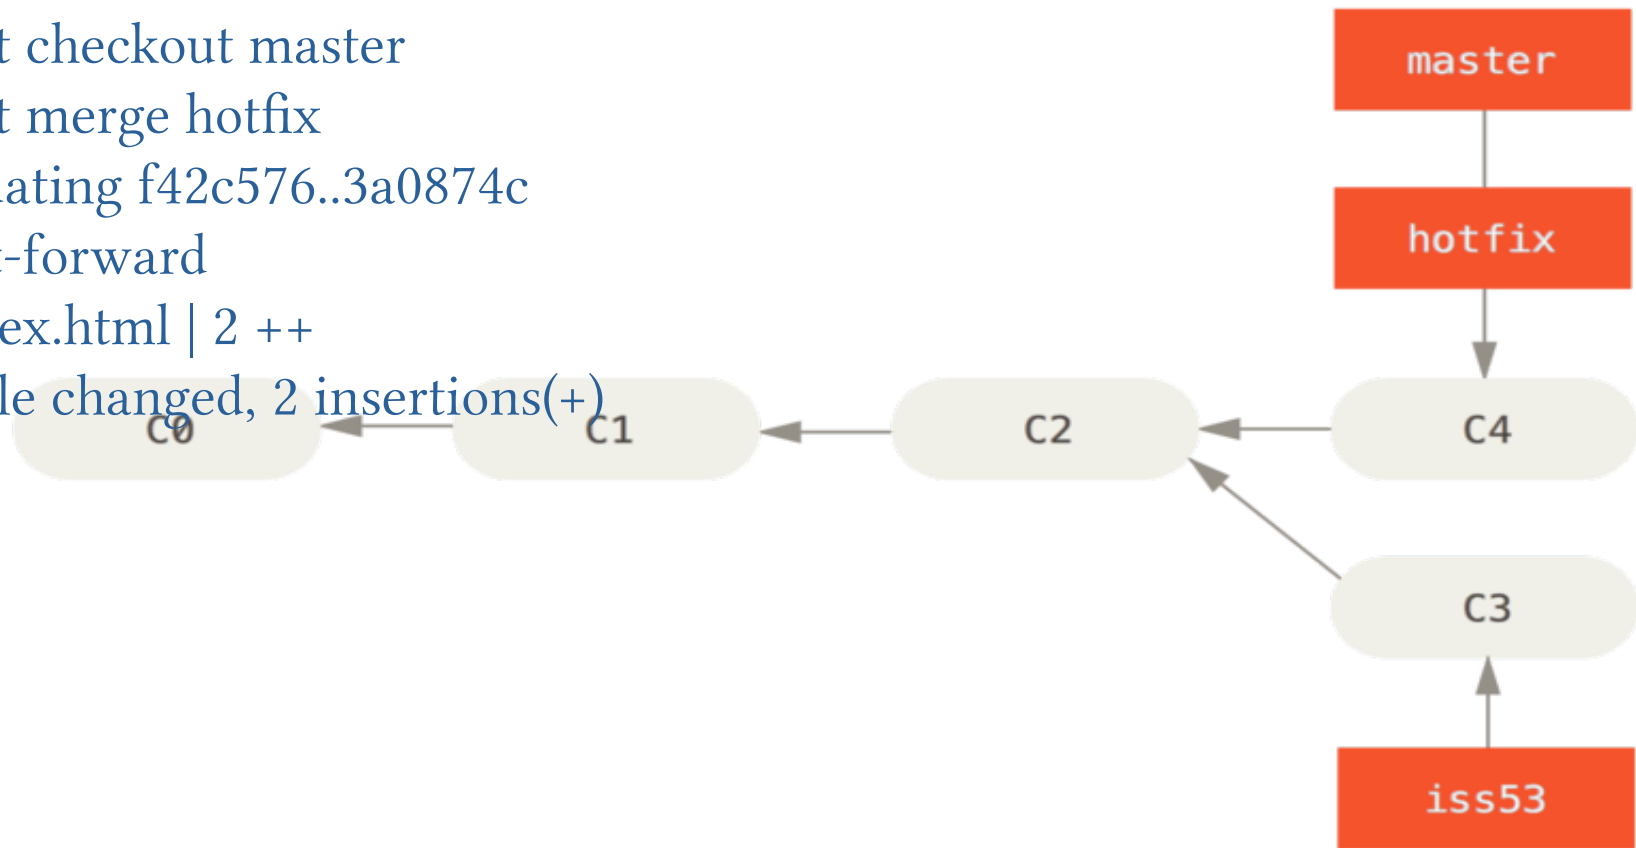 t checkout master
t merge hotfix
ating f42c576..3a0874c
t-forward
ex.html | 2 ++
le changed, 2 insertions(+)
master
hotfix
C0
C1
C2
C4
C3
iss53